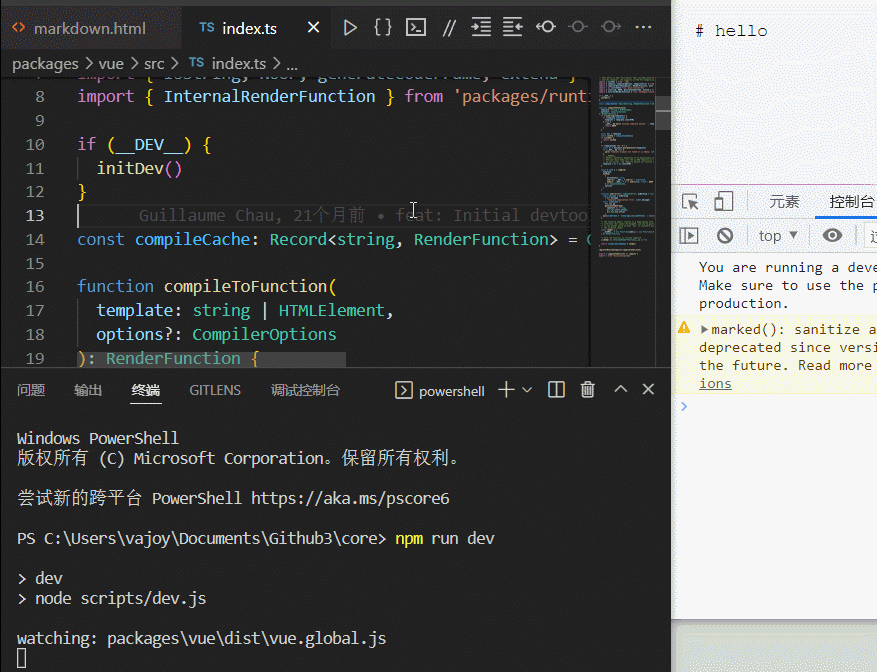 markdown.html
TS index.ts
packages > vue > src > TS index.ts > ...
8 import { InternalRenderFunction } from 'packages/runt
9
10 if (__DEV__) {
11 initDev()
12 }
13 Guillaume Chau, 21个月前 • feat: Initial devtoo
14 const compileCache: Record<string, RenderFunction> =
15
16 function compileToFunction(
17 template: string | HTMLElement,
18 options?: CompilerOptions
19 ): RenderFunction {
问题 输出 终端 GITLENS 调试控制台 powershell
Windows PowerShell
版权所有 (C) Microsoft Corporation。保留所有权利。
尝试新的跨平台 PowerShell https://aka.ms/pscore6
PS C:\Users\vajoy\Documents\Github3\core> npm run dev
> dev
> node scripts/dev.js
watching: packages\vue\dist\vue.global.js
# hello
元素 控制台
top
You are running a deve
Make sure to use the p
production.
marked(): sanitize a
deprecated since versi
the future. Read more
ions